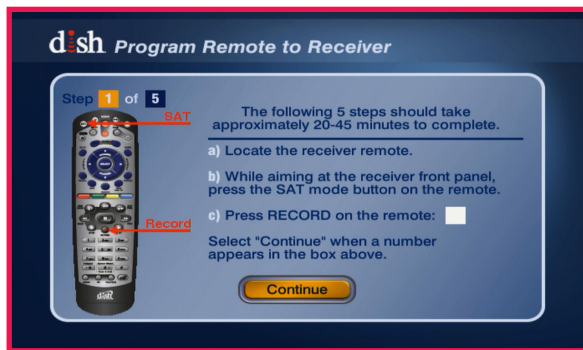 dish Program Remote to Receiver
Step 1 of 5
SAT
Record
The following 5 steps should take
approximately 20-45 minutes to complete.
a) Locate the receiver remote.
b) While aiming at the receiver front panel,
press the SAT mode button on the remote.
c) Press RECORD on the remote:
Select "Continue" when a number
appears in the box above.
Continue